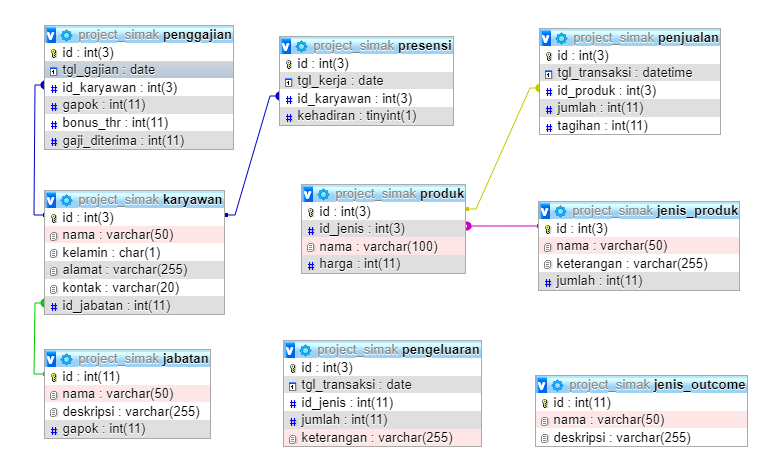 project_simak penggajian
id : int(3)
tgl_gajian : date
id_karyawan : int(3)
gapok : int(11)
bonus_thr : int(11)
gaji_diterima : int(11)
project_simak presensi
id : int(3)
tgl_kerja : date
id_karyawan : int(3)
kehadiran : tinyint(1)
project_simak penjualan
id : int(3)
tgl_transaksi : datetime
id_produk : int(3)
jumlah : int(11)
tagihan : int(11)
project_simak karyawan
id : int(3)
nama : varchar(50)
kelamin : char(1)
alamat : varchar(255)
kontak : varchar(20)
id_jabatan : int(11)
project_simak produk
id : int(3)
id_jenis : int(3)
nama : varchar(100)
harga : int(11)
project_simak jenis_produk
id : int(3)
nama : varchar(50)
keterangan : varchar(255)
jumlah : int(11)
project_simak jabatan
id : int(11)
nama : varchar(50)
deskripsi : varchar(255)
gapok : int(11)
project_simak pengeluaran
id : int(3)
tgl_transaksi : date
id_jenis : int(11)
jumlah : int(11)
keterangan : varchar(255)
project_simak jenis_outcome
id : int(11)
nama : varchar(50)
deskripsi : varchar(255)